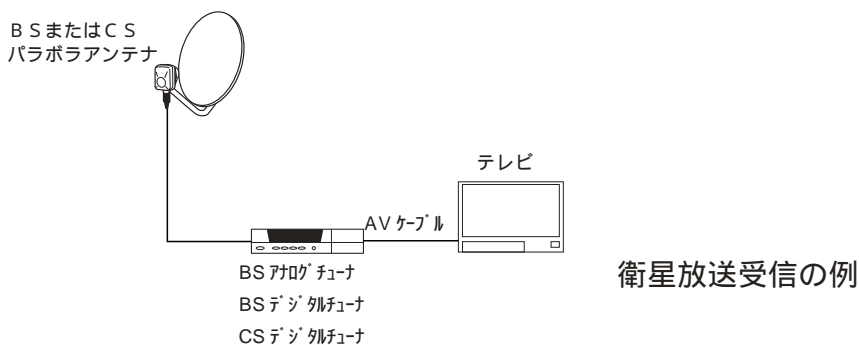 ＢＳまたはＣＳ
パラボラアンテナ
テレビ
AV ｹｰﾌﾞﾙ
BS ｱﾅﾛｸﾞﾁｭｰﾅ
BS ﾃﾞｼﾞﾀﾙﾁｭｰﾅ
CS ﾃﾞｼﾞﾀﾙﾁｭｰﾅ
衛星放送受信の例